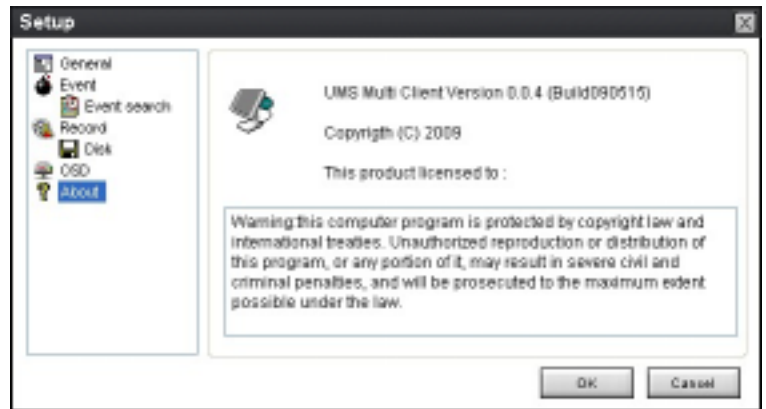 Setup
General
Event
Event search
Record
Disk
OSD
About
UMS Multi Client Version 0.0.4 (Build090515)
Copyrigth (C) 2009
This product licensed to :
Warning:this computer program is protected by copyright law and
international treaties. Unauthorized reproduction or distribution of
this program, or any portion of it, may result in severe civil and
criminal penalties, and will be prosecuted to the maximum extent
possible under the law.
OK
Cancel